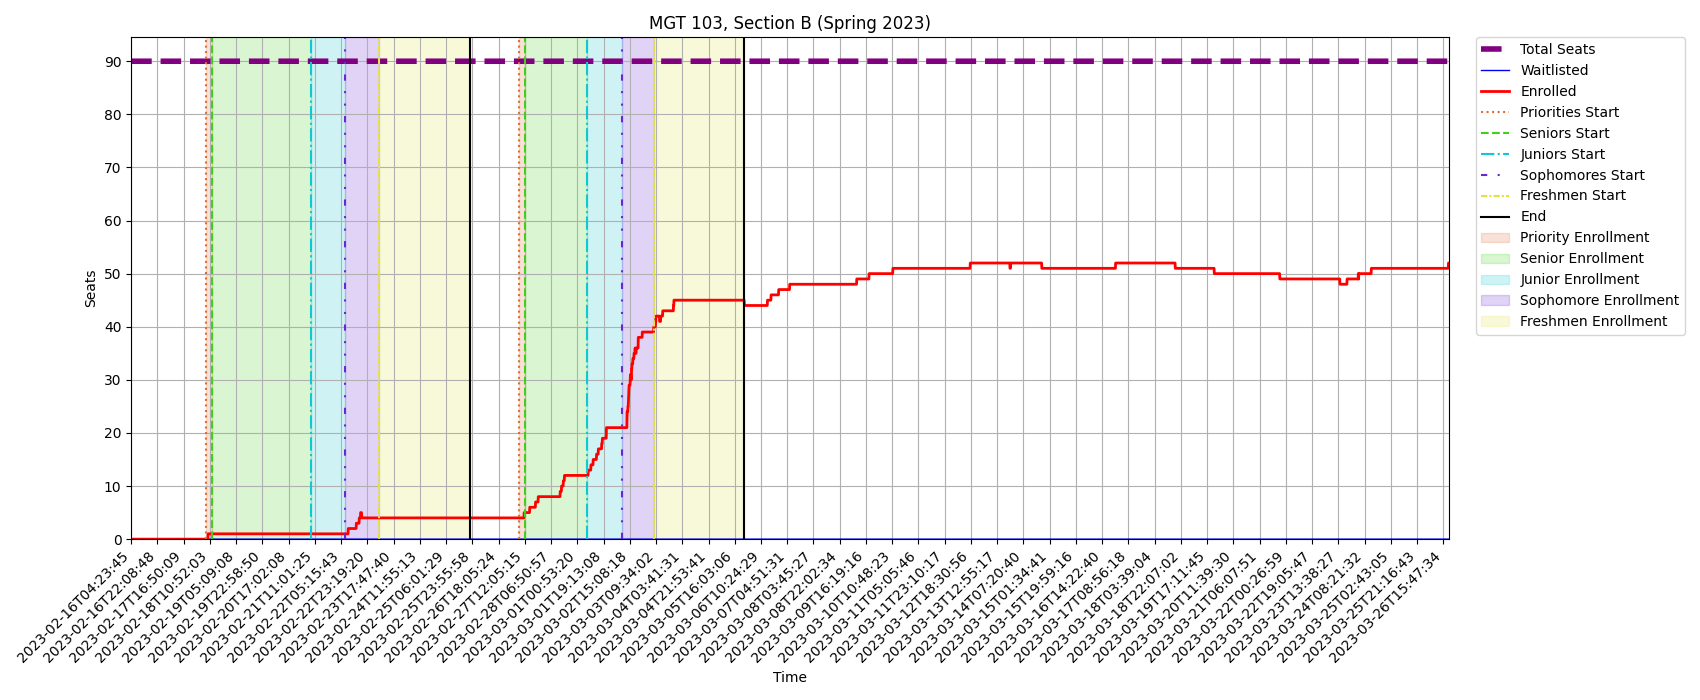 MGT 103, Section B (Spring 2023)
Seats
90
80
70
60
50
40
30
20
10
0
2023-02-16T04:23:45
2023-02-16T22:08:48
2023-02-17T16:50:09
2023-02-18T10:52:03
2023-02-19T05:09:08
2023-02-19T22:58:50
2023-02-20T17:02:08
2023-02-21T11:01:25
2023-02-22T05:15:43
2023-02-22T23:19:20
2023-02-23T17:47:40
2023-02-24T11:55:13
2023-02-25T06:01:29
2023-02-25T23:55:58
2023-02-26T18:05:24
2023-02-27T12:05:15
2023-02-28T06:50:57
2023-03-01T00:53:20
2023-03-01T19:13:08
2023-03-02T15:08:18
2023-03-03T09:34:02
2023-03-04T03:41:31
2023-03-04T21:53:41
2023-03-05T16:03:06
2023-03-06T10:24:29
2023-03-07T04:51:31
2023-03-08T03:45:27
2023-03-08T22:02:34
2023-03-09T16:19:16
2023-03-10T10:48:23
2023-03-11T05:05:46
2023-03-11T23:10:17
2023-03-12T18:30:56
2023-03-13T12:55:17
2023-03-14T07:20:40
2023-03-15T01:34:41
2023-03-15T19:59:16
2023-03-16T14:22:40
2023-03-17T08:56:18
2023-03-18T03:39:04
2023-03-18T22:07:02
2023-03-19T17:11:45
2023-03-20T11:39:30
2023-03-21T06:07:51
2023-03-22T00:26:59
2023-03-22T19:05:47
2023-03-23T13:38:27
2023-03-24T08:21:32
2023-03-25T02:43:05
2023-03-25T21:16:43
2023-03-26T15:47:34
Time
Total Seats
Waitlisted
Enrolled
Priorities Start
Seniors Start
Juniors Start
Sophomores Start
Freshmen Start
End
Priority Enrollment
Senior Enrollment
Junior Enrollment
Sophomore Enrollment
Freshmen Enrollment